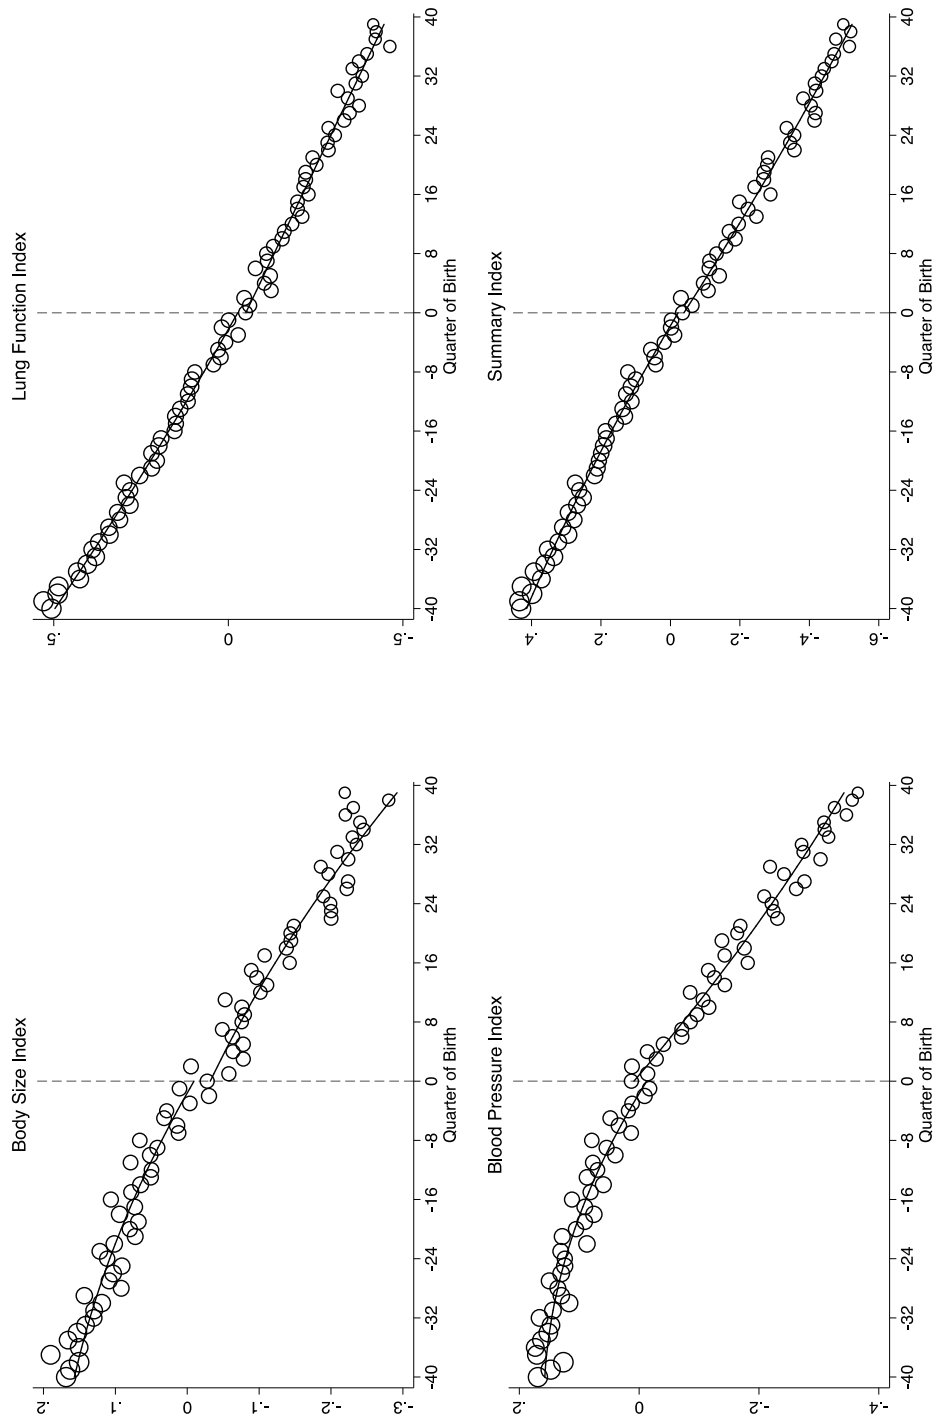 Body Size Index
.2
.1
0
-.1
-.2
-.3
-40 -32 -24 -16 -8 0 8 16 24 32 40
Quarter of Birth
Lung Function Index
.5
0
-.5
-40 -32 -24 -16 -8 0 8 16 24 32 40
Quarter of Birth
Blood Pressure Index
.2
0
-.2
-.4
-40 -32 -24 -16 -8 0 8 16 24 32 40
Quarter of Birth
Summary Index
.4
.2
0
-.2
-.4
-.6
-40 -32 -24 -16 -8 0 8 16 24 32 40
Quarter of Birth